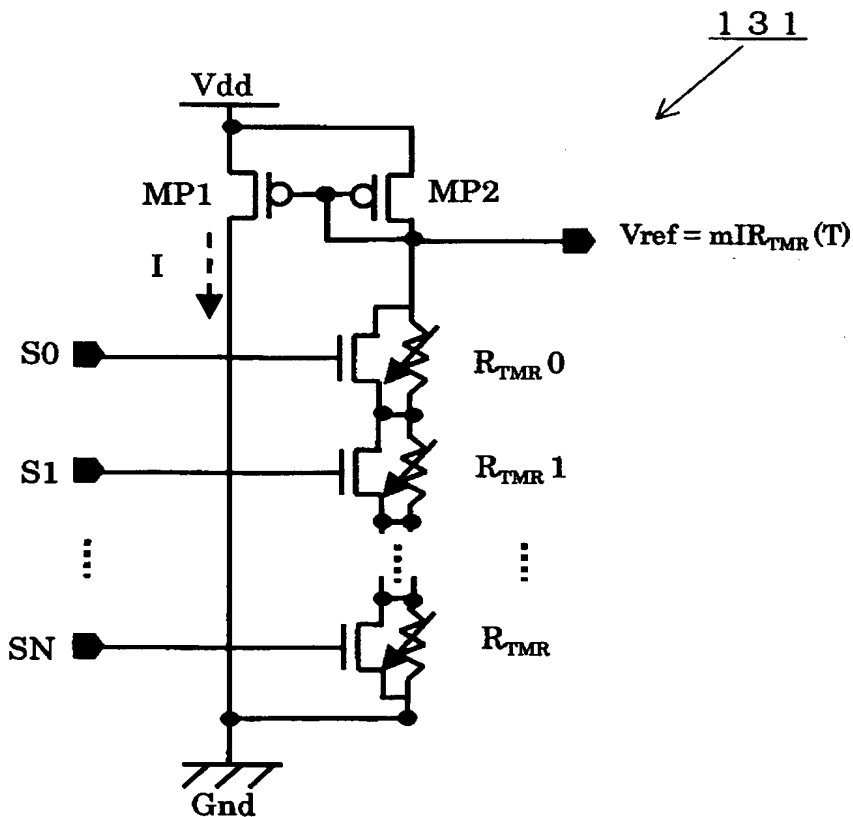 131
Vdd
MP1
MP2
Vref = mIR_TMR(T)
I
S0
R_TMR 0
S1
R_TMR 1
SN
R_TMR
Gnd